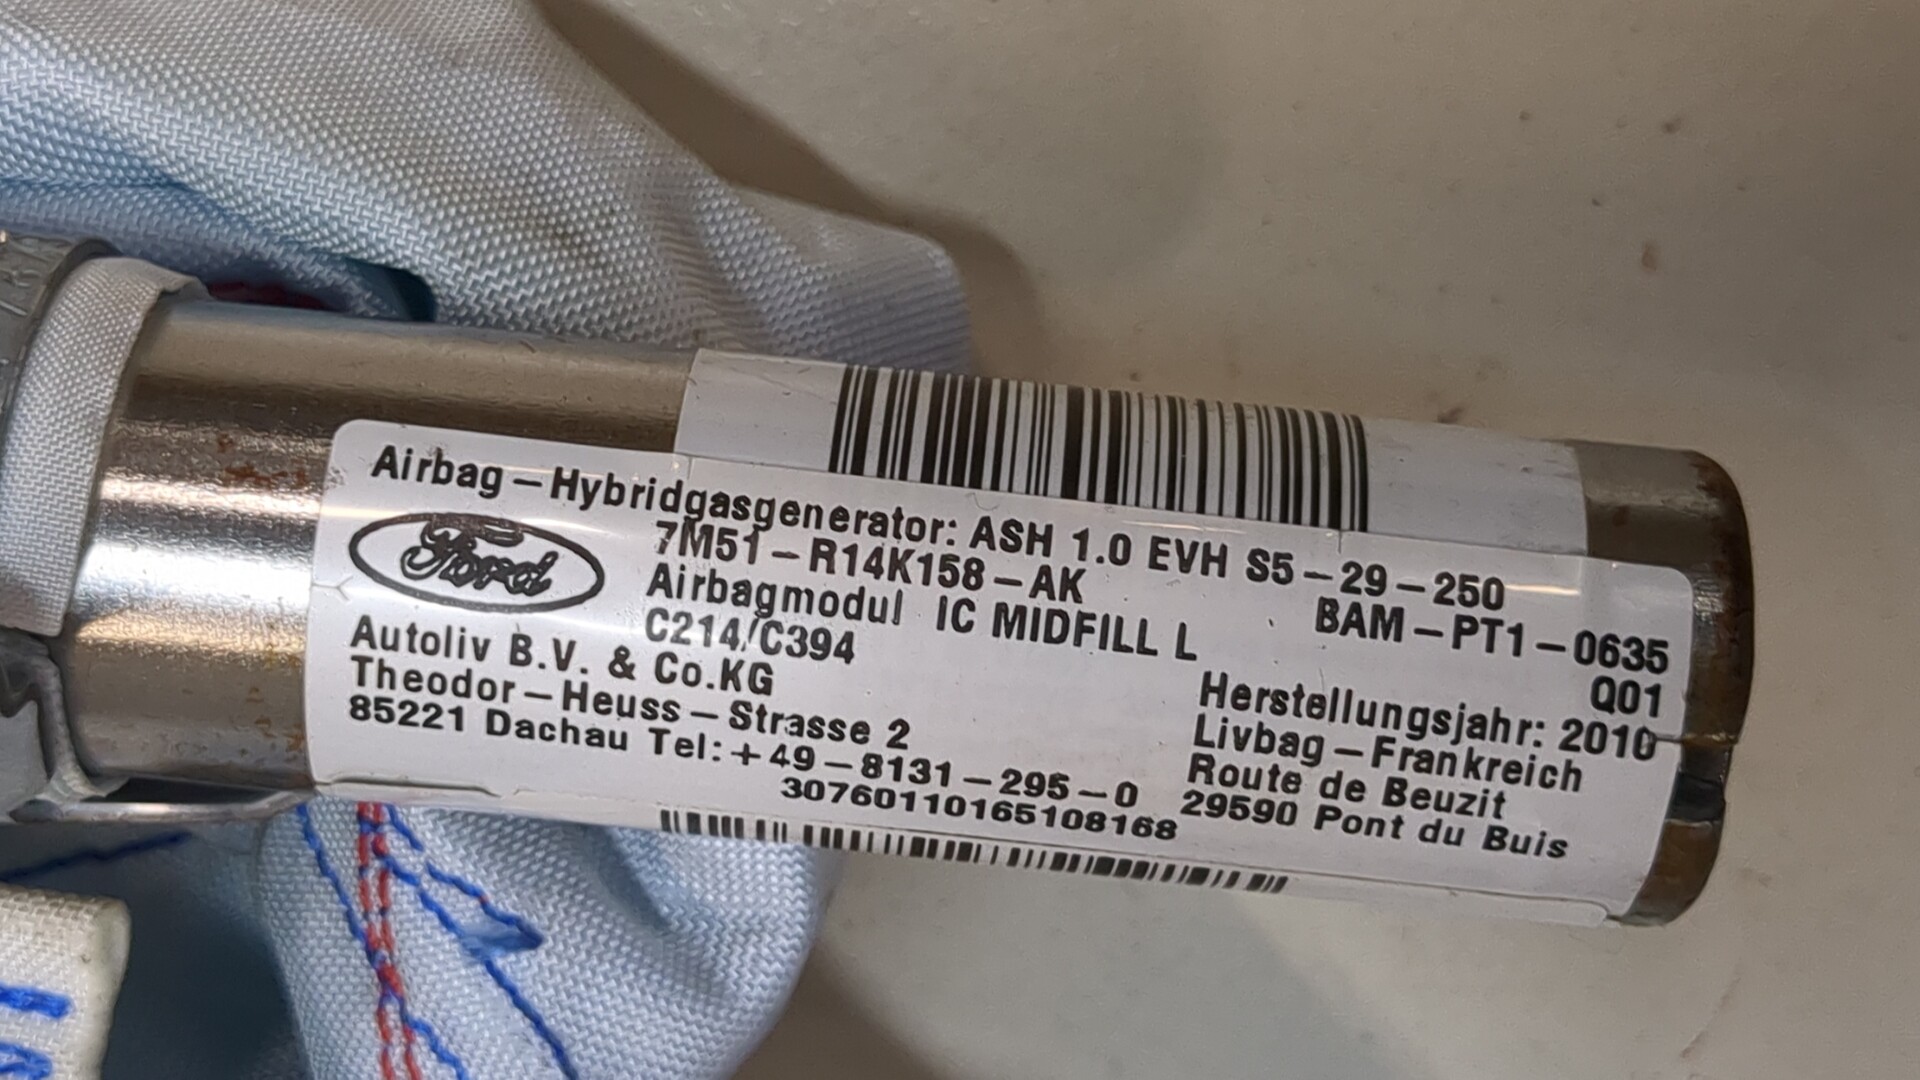 Airbag – Hybridgasgenerator: ASH 1.0 EVH S5 – 29 – 250
Ford
7M51 – R14K158 – AK
BAM – PT1 – 0635
Airbagmodul IC MIDFILL L
Q01
C214/C394
Autoliv B.V. & Co.KG
Theodor – Heuss – Strasse 2
85221 Dachau Tel: + 49 – 8131 – 295 – 0
30760110165108168
Herstellungsjahr: 2010
Livbag – Frankreich
Route de Beuzit
29590 Pont du Buis